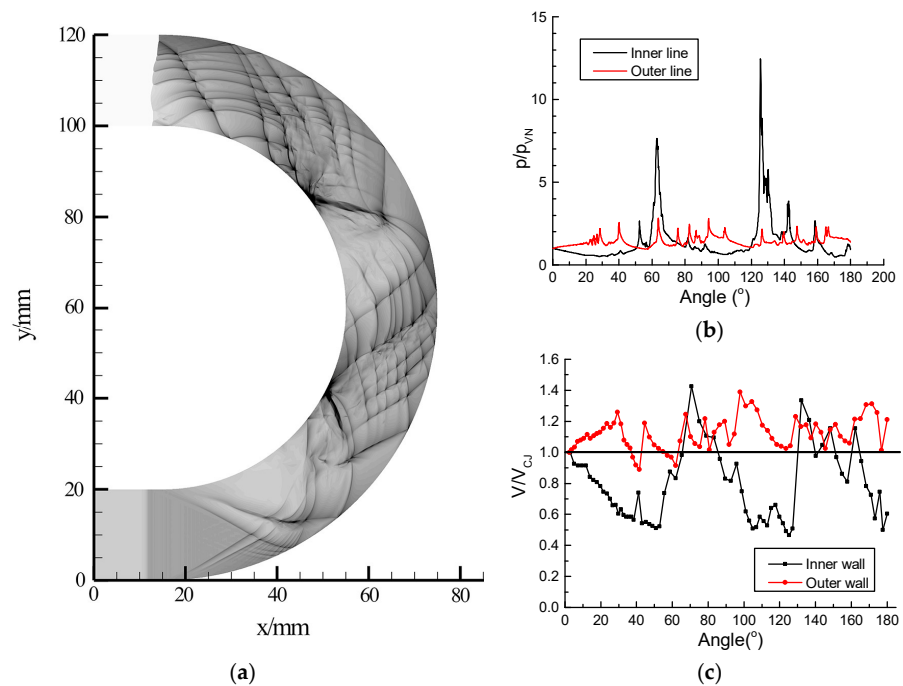 (a)
120
100
80
60
40
20
0
y/mm
0 20 40 60 80
x/mm
(b)
15
10
5
0
p/pVN
Inner line
Outer line
0 20 40 60 80 100 120 140 160 180 200
Angle (°)
(b)
1.6
1.4
1.2
1.0
0.8
0.6
0.4
0.2
0.0
V/VCJ
Inner wall
Outer wall
0 20 40 60 80 100 120 140 160 180
Angle(°)
(a)
(c)